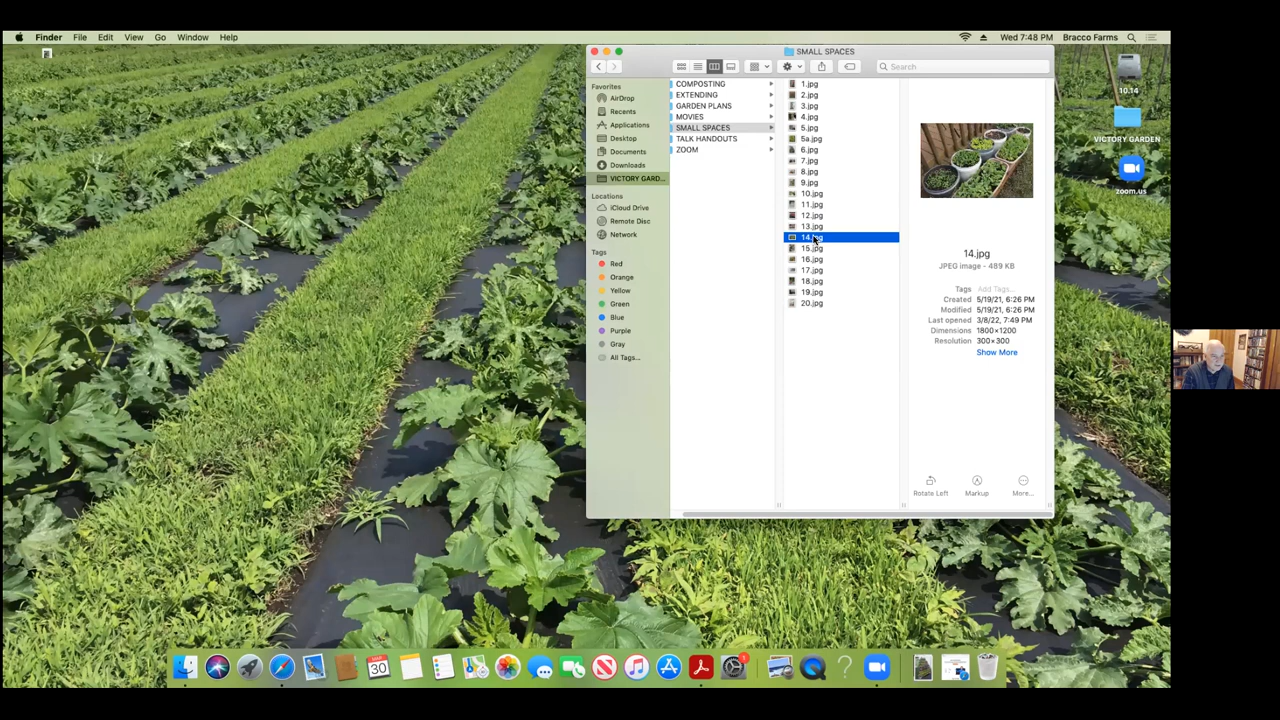 Finder File Edit View Go Window Help Wed 7:48 PM Bracco Farms
SMALL SPACES
Search
Favorites
AirDrop
Recents
Applications
Desktop
Documents
Downloads
VICTORY GARD...
Locations
iCloud Drive
Remote Disc
Network
Tags
Red
Orange
Yellow
Green
Blue
Purple
Gray
All Tags...
COMPOSTING
EXTENDING
GARDEN PLANS
MOVIES
SMALL SPACES
TALK HANDOUTS
ZOOM
1.jpg
2.jpg
3.jpg
4.jpg
5.jpg
5a.jpg
6.jpg
7.jpg
8.jpg
9.jpg
10.jpg
11.jpg
12.jpg
13.jpg
14.jpg
15.jpg
16.jpg
17.jpg
18.jpg
19.jpg
20.jpg
14.jpg
JPEG image - 489 KB
Tags Add Tags...
Created 5/19/21, 6:26 PM
Modified 5/19/21, 6:26 PM
Last opened 3/8/22, 7:49 PM
Dimensions 1800×1200
Resolution 300×300
Show More
Rotate Left Markup More...
10.14
VICTORY GARDEN
zoom.us
MAR
30